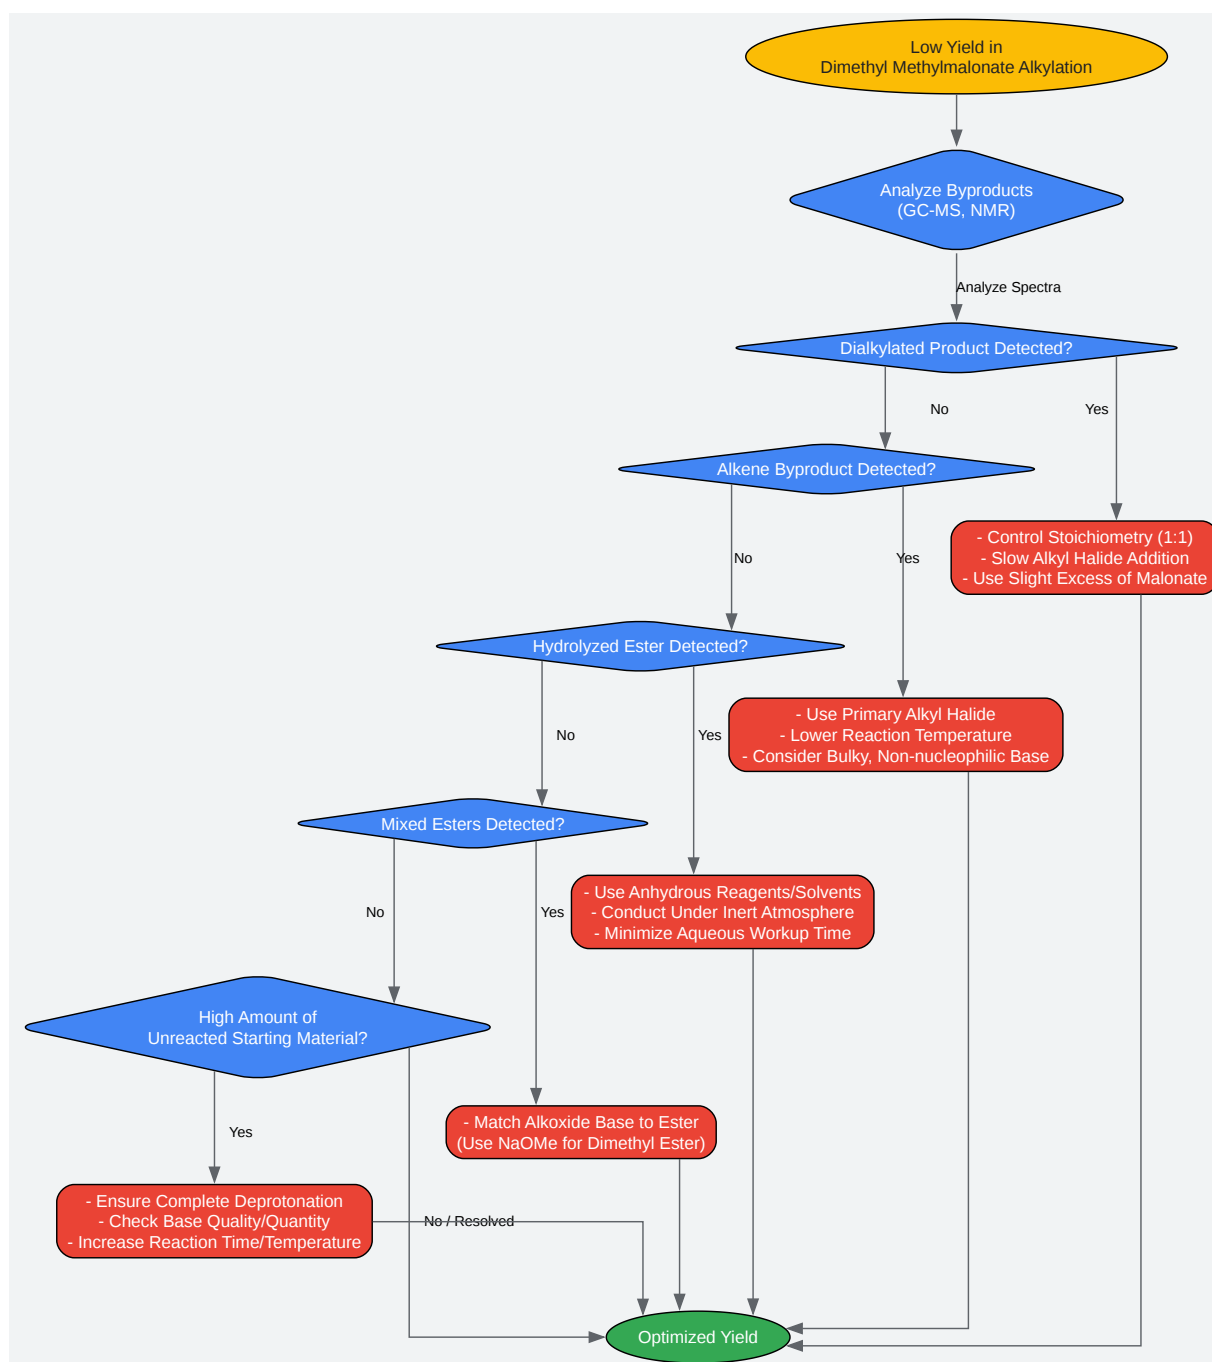 Low Yield in
Dimethyl Methylmalonate Alkylation
Analyze Byproducts
(GC-MS, NMR)
Analyze Spectra
Dialkylated Product Detected?
No
Yes
Alkene Byproduct Detected?
- Control Stoichiometry (1:1)
- Slow Alkyl Halide Addition
- Use Slight Excess of Malonate
No
Yes
Hydrolyzed Ester Detected?
- Use Primary Alkyl Halide
- Lower Reaction Temperature
- Consider Bulky, Non-nucleophilic Base
No
Yes
Mixed Esters Detected?
- Use Anhydrous Reagents/Solvents
- Conduct Under Inert Atmosphere
- Minimize Aqueous Workup Time
No
Yes
High Amount of
Unreacted Starting Material?
- Match Alkoxide Base to Ester
(Use NaOMe for Dimethyl Ester)
Yes
- Ensure Complete Deprotonation
- Check Base Quality/Quantity
- Increase Reaction Time/Temperature
No / Resolved
Optimized Yield